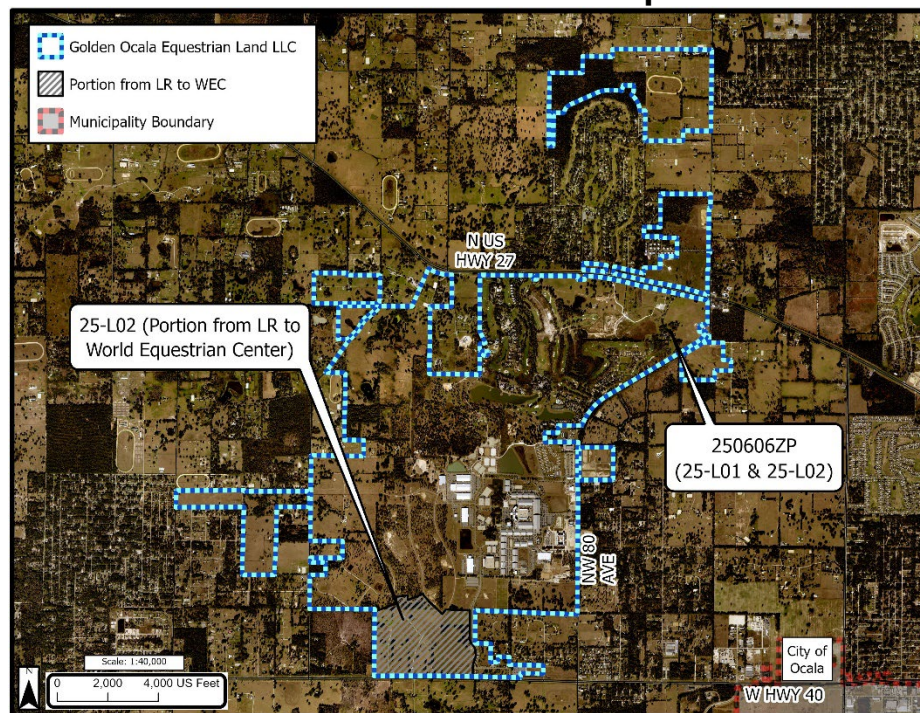 Golden Ocala Equestrian Land LLC
Portion from LR to WEC
Municipality Boundary
N US
HWY 27
25-L02 (Portion from LR to
World Equestrian Center)
250606ZP
(25-L01 & 25-L02)
NW 80
AVE
City of
Ocala
W HWY 40
Scale: 1:40,000
N
0 2,000 4,000 US Feet